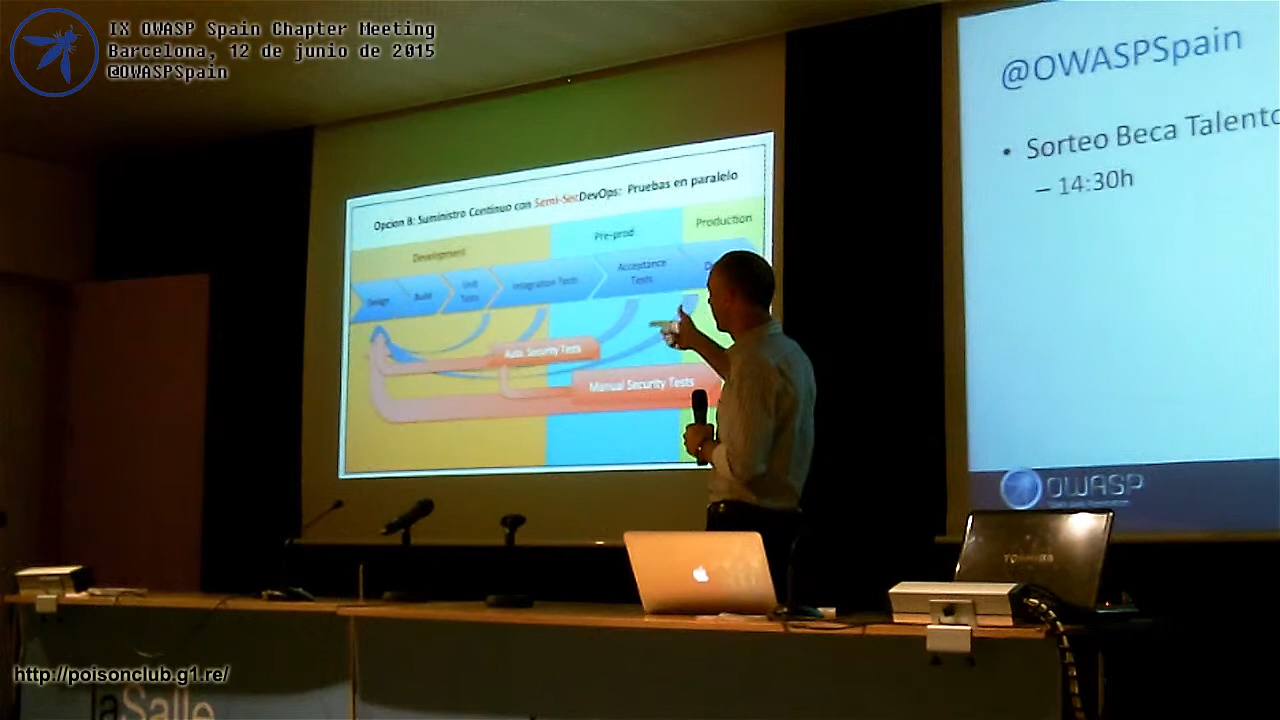 IX OWASP Spain Chapter Meeting
Barcelona, 12 de junio de 2015
@OWASPSpain
@OWASPSpain
• Sorteo Beca Talento
– 14:30h
OWASP
Opcion B: Suministro Continuo con Semi-SecDevOps: Pruebas en paralelo
Development
Pre-prod
Production
Design
Build
Unit
Tests
Integration Tests
Acceptance
Tests
D
Auto Security Tests
Manual Security Tests
TOSHIBA
http://poisonclub.g1.re/
laSalle